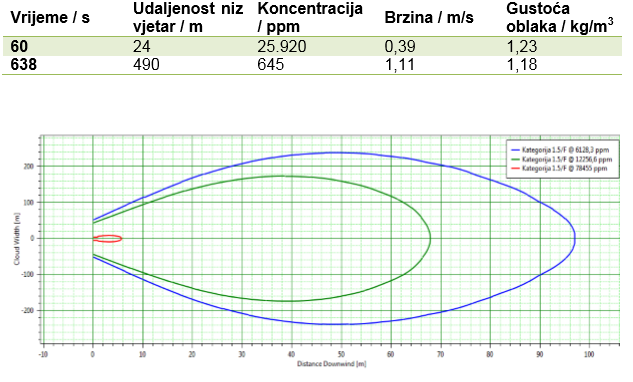 Vrijeme / s Udaljenost niz vjetar / m Koncentracija / ppm Brzina / m/s Gustoća oblaka / kg/m³
60 24 25.920 0,39 1,23
638 490 645 1,11 1,18
Kategorija 1.5/F @ 6128,3 ppm
Kategorija 1.5/F @ 12256,6 ppm
Kategorija 1.5/F @ 78455 ppm
Cloud Width [m]
200
100
0
-100
-200
-10 0 10 20 30 40 50 60 70 80 90 100
Distance Downwind [m]